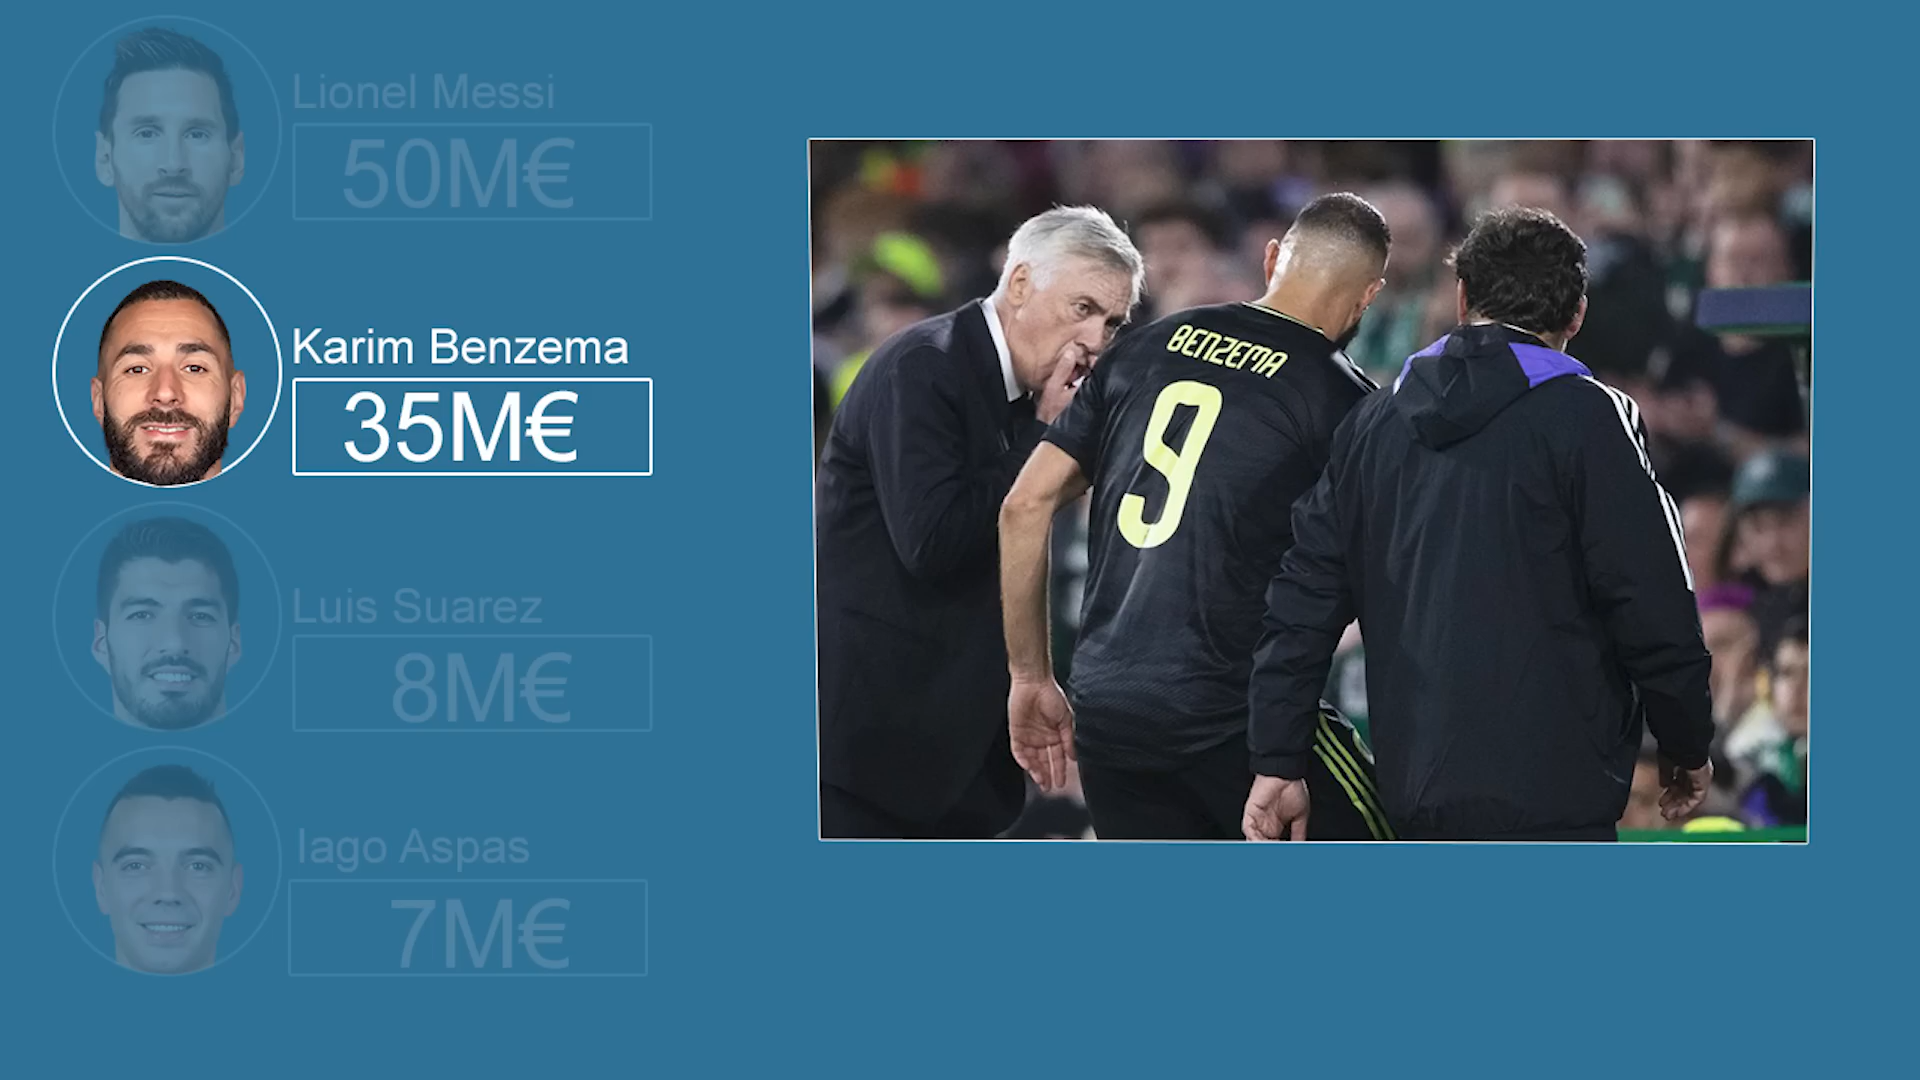 Lionel Messi
50M€
Karim Benzema
35M€
Luis Suarez
8M€
Iago Aspas
7M€
BENZEMA
9